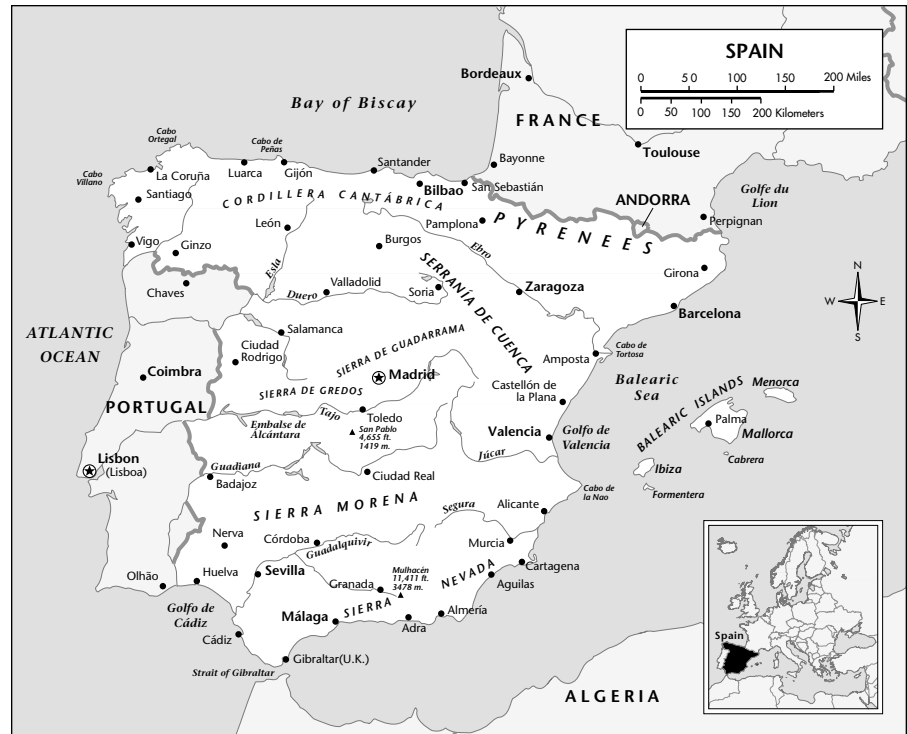 SPAIN
0 50 100 150 200 Miles
0 50 100 150 200 Kilometers
Bordeaux
Bay of Biscay
FRANCE
Toulouse
Cabo
Ortegal
Cabo de
Peñas
Cabo
Villano
La Coruña
Luarca
Gijón
Santander
Bayonne
Bilbao
San Sebastián
Santiago
CORDILLERA CANTÁBRICA
ANDORRA
Golfe du
Lion
Perpignan
León
Pamplona
PYRENEES
Vigo
Ginzo
Burgos
Ebro
Esla
Girona
Chaves
Duero
Valladolid
Soria
SERRANÍA DE CUENCA
Zaragoza
Barcelona
N
W E
S
ATLANTIC
OCEAN
Salamanca
Ciudad
Rodrigo
SIERRA DE GUADARRAMA
Amposta
Cabo de
Tortosa
Coimbra
Madrid
SIERRA DE GREDOS
Castellón de
la Plana
Balearic
Sea
BALEARIC ISLANDS
Menorca
PORTUGAL
Tajo
Toledo
Embalse de
Alcántara
San Pablo
4,655 ft.
1419 m.
Valencia
Golfo de
Valencia
Palma
Mallorca
Cabrera
Lisbon
(Lisboa)
Guadiana
Badajoz
Ciudad Real
Júcar
Ibiza
Formentera
Cabo de
la Nao
SIERRA MORENA
Segura
Alicante
Nerva
Córdoba
Guadalquivir
Murcia
Cartagena
Olhão
Huelva
Sevilla
Mulhacén
11,411 ft.
3478 m.
Granada
SIERRA NEVADA
Aguilas
Golfo de
Cádiz
Málaga
Adra
Almería
Cádiz
Gibraltar(U.K.)
Strait of Gibraltar
ALGERIA
Spain